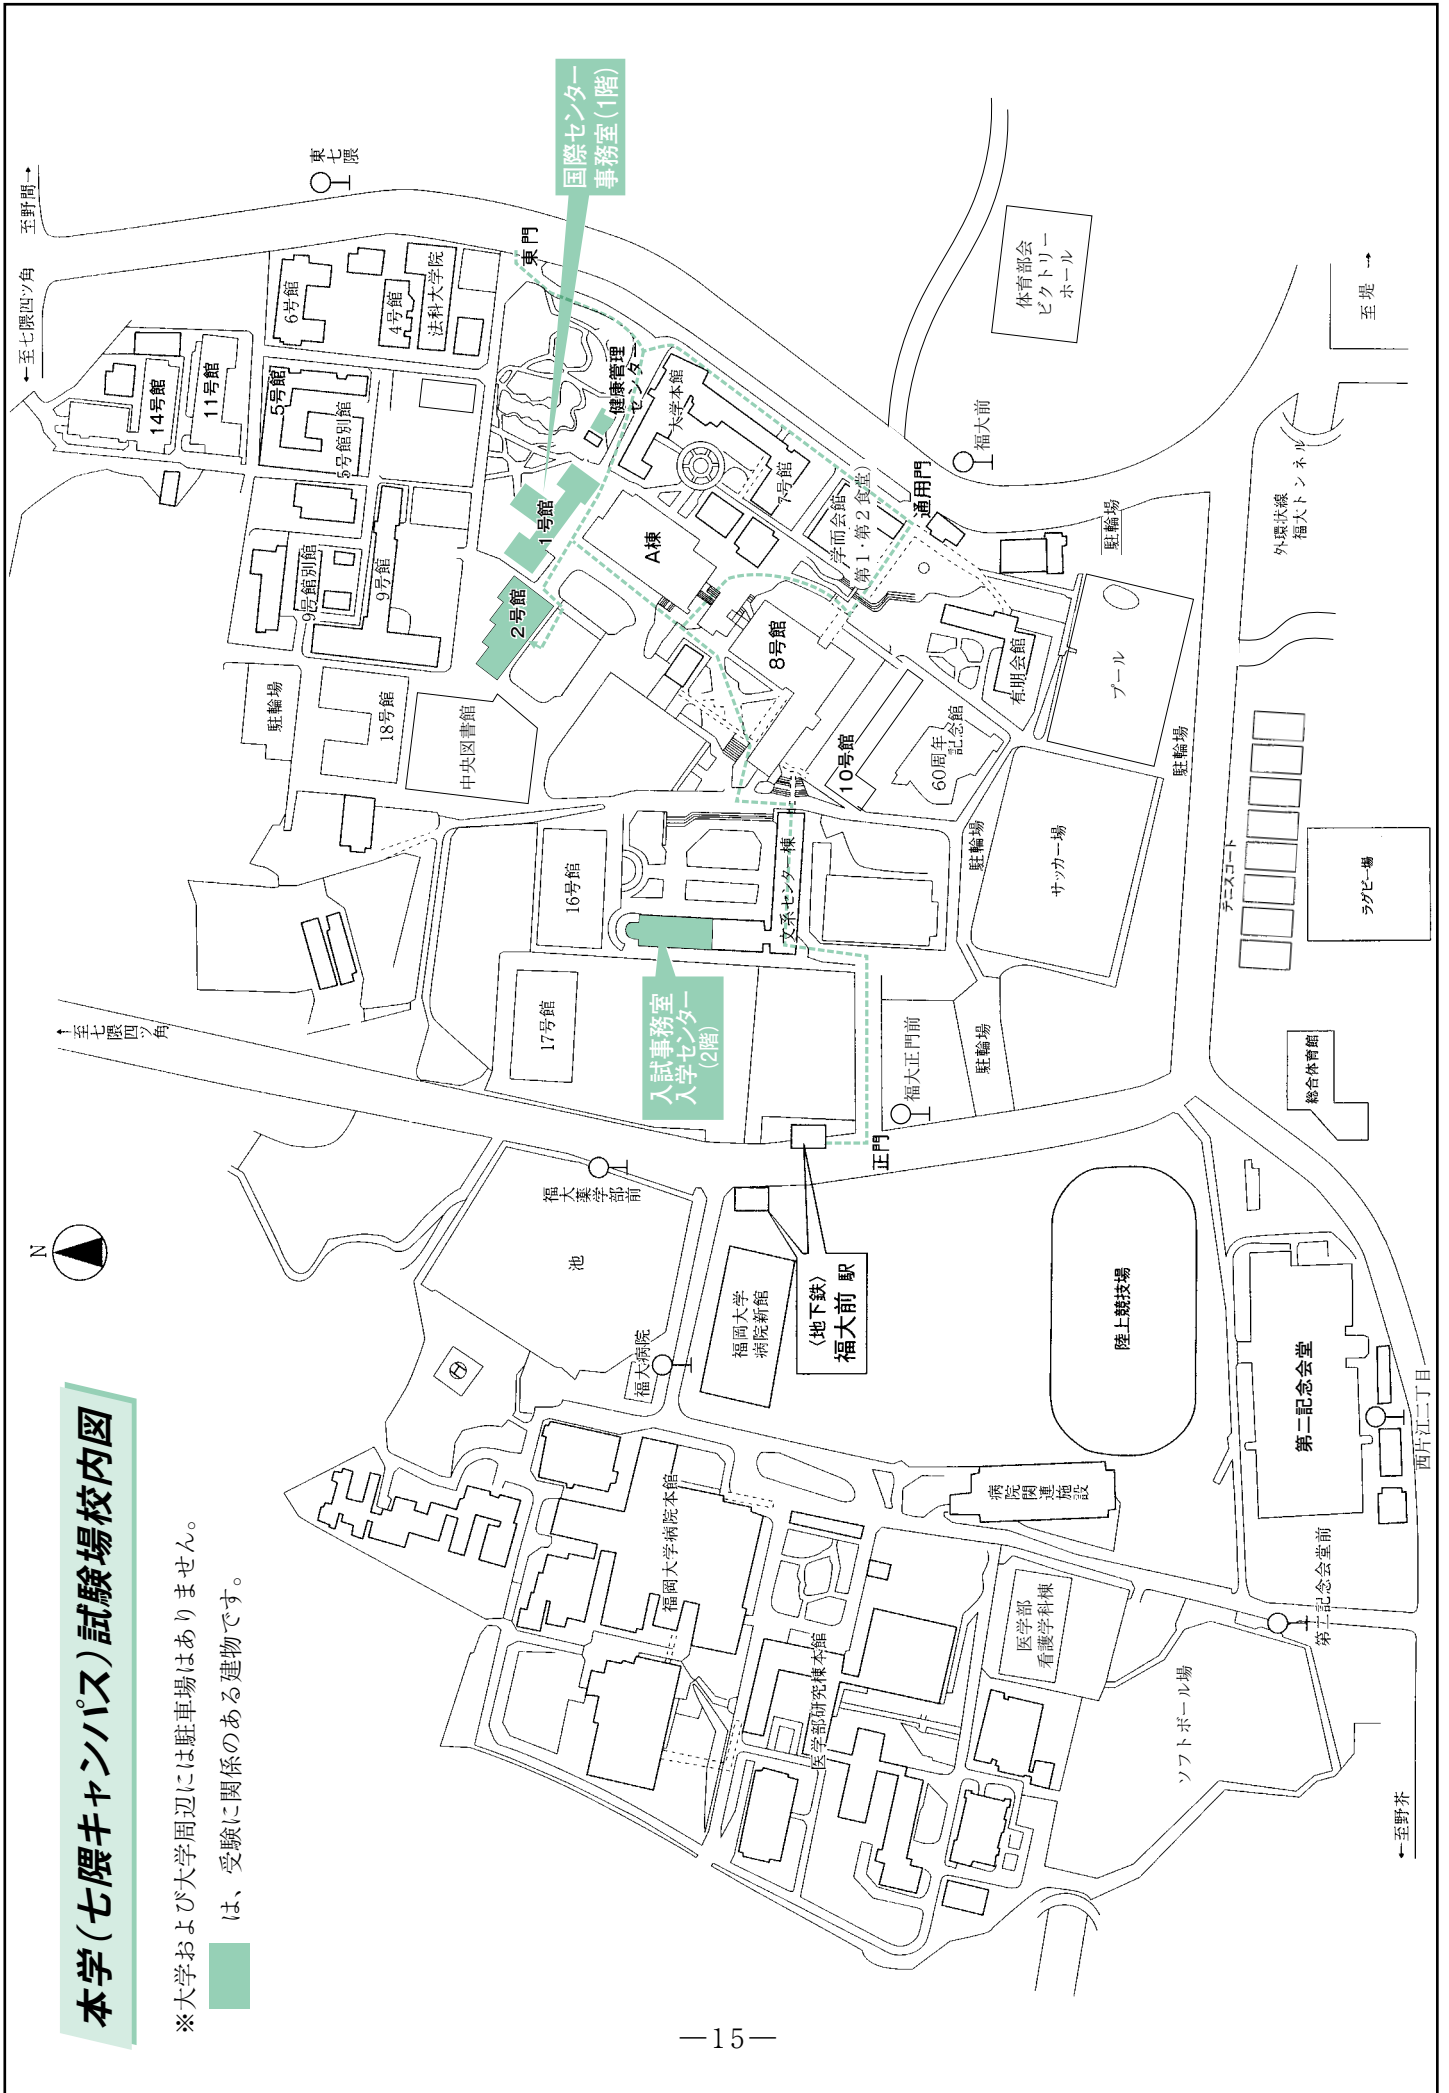 本学(七隈キャンパス)試験場校内図
※大学および大学周辺には駐車場はありません。
は、受験に関係のある建物です。
N
←至七隈四ツ角
至野間→
東七隈
国際センター
事務室(1階)
東門
14号館
11号館
6号館
4号館
法科大学院
5号館
5号館別館
健康管理
センター
大学本館
1号館
2号館
A棟
7号館
9号館別館
9号館
駐輪場
18号館
中央図書館
学而会館
第1・第2食堂
通用門
福大前
体育部会
ビクトリー
ホール
至堤→
外環状線
福大トンネル
駐輪場
8号館
10号館
60周年
記念館
有朋会館
プール
駐輪場
駐輪場
サッカー場
テニスコート
ラグビー場
16号館
文系センター棟
17号館
入試事務室
入学センター
(2階)
←至七隈四ツ角
福大正門前
駐輪場
正門
総合体育館
福大薬学部前
池
福大病院
福岡大学
病院新館
〈地下鉄〉
福大前 駅
陸上競技場
第二記念会堂
西片江二丁目
福岡大学病院本館
病院関連施設
医学部研究棟本館
医学部
看護学科棟
第二記念会堂前
ソフトボール場
←至野芥
—15—